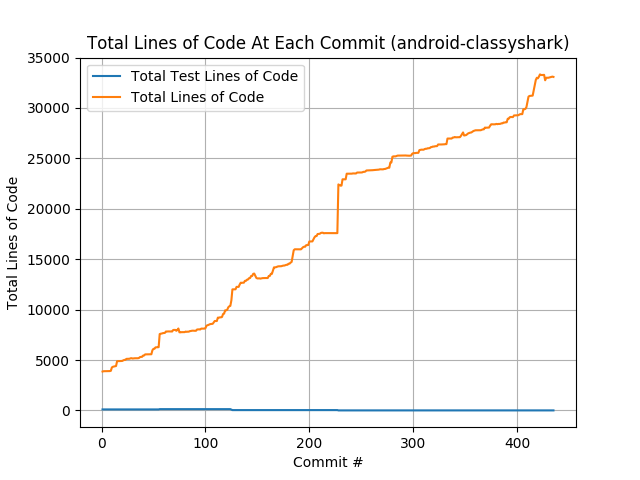 Total Lines of Code At Each Commit (android-classyshark)
Total Test Lines of Code
Total Lines of Code
35000
30000
25000
20000
15000
10000
5000
0
Total Lines of Code
0 100 200 300 400
Commit #